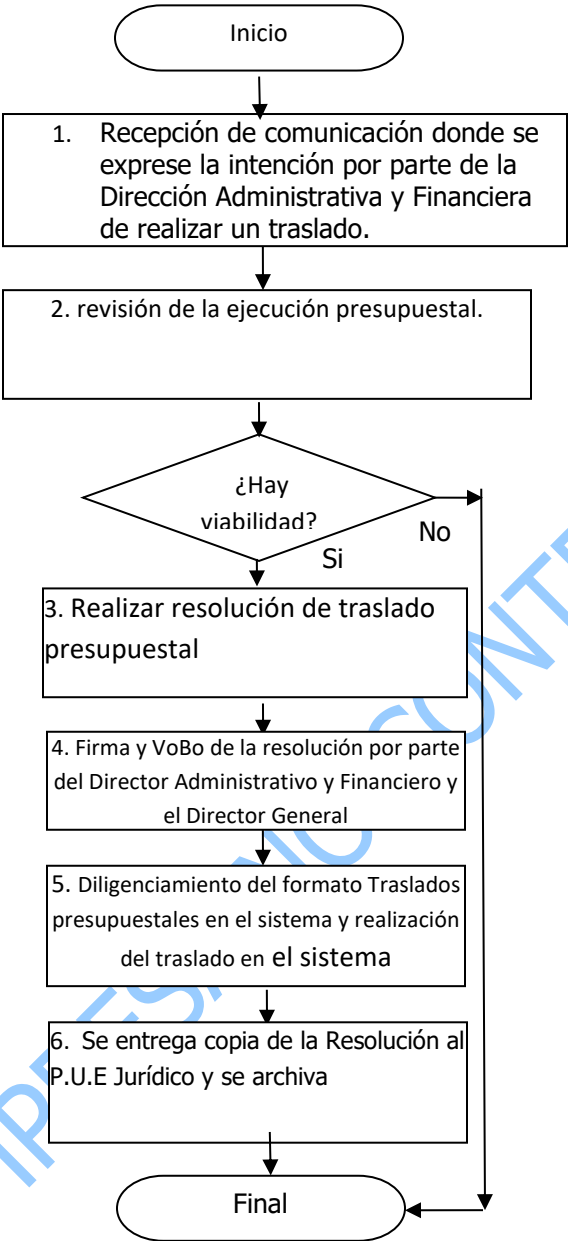 Inicio
1. Recepción de comunicación donde se
exprese la intención por parte de la
Dirección Administrativa y Financiera
de realizar un traslado.
2. revisión de la ejecución presupuestal.
¿Hay
viabilidad?
No
Si
3. Realizar resolución de traslado
presupuestal
4. Firma y VoBo de la resolución por parte
del Director Administrativo y Financiero y
el Director General
5. Diligenciamiento del formato Traslados
presupuestales en el sistema y realización
del traslado en el sistema
6. Se entrega copia de la Resolución al
P.U.E Jurídico y se archiva
Final